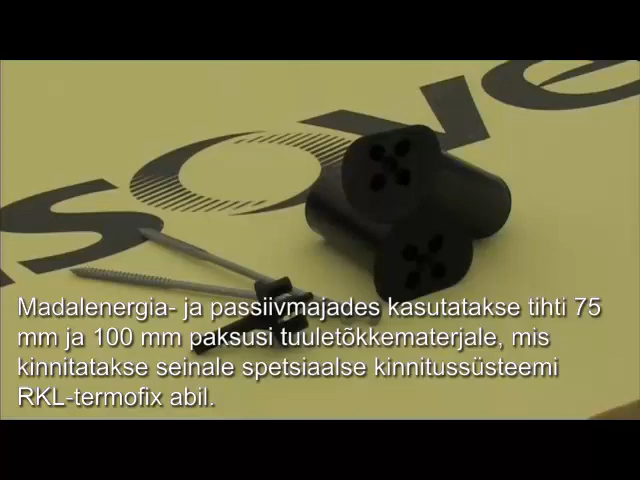 isove
Madalenergia- ja passiivmajades kasutatakse tihti 75
mm ja 100 mm paksusi tuuletõkkematerjale, mis
kinnitatakse seinale spetsiaalse kinnitussüsteemi
RKL-termofix abil.